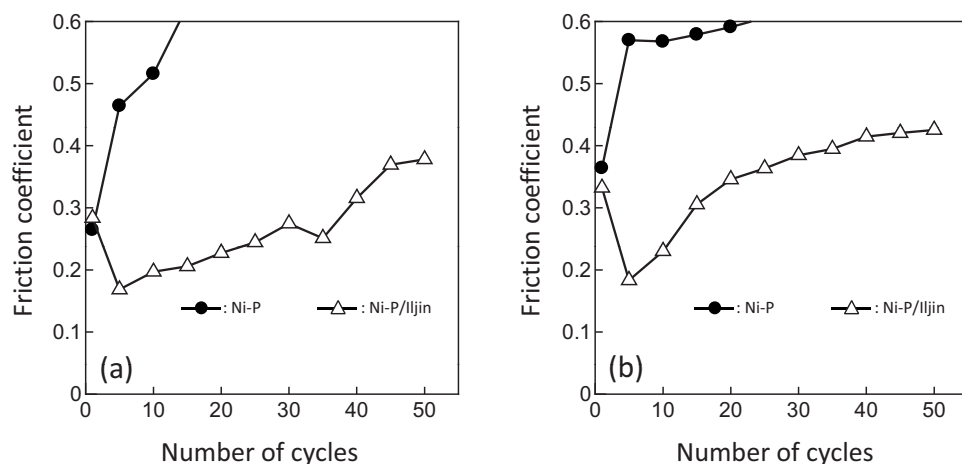 Friction coefficient
0.6
0.5
0.4
0.3
0.2
0.1
0
: Ni-P
: Ni-P/Iljin
(a)
0
10
20
30
40
50
Number of cycles
Friction coefficient
0.6
0.5
0.4
0.3
0.2
0.1
0
: Ni-P
: Ni-P/Iljin
(b)
0
10
20
30
40
50
Number of cycles